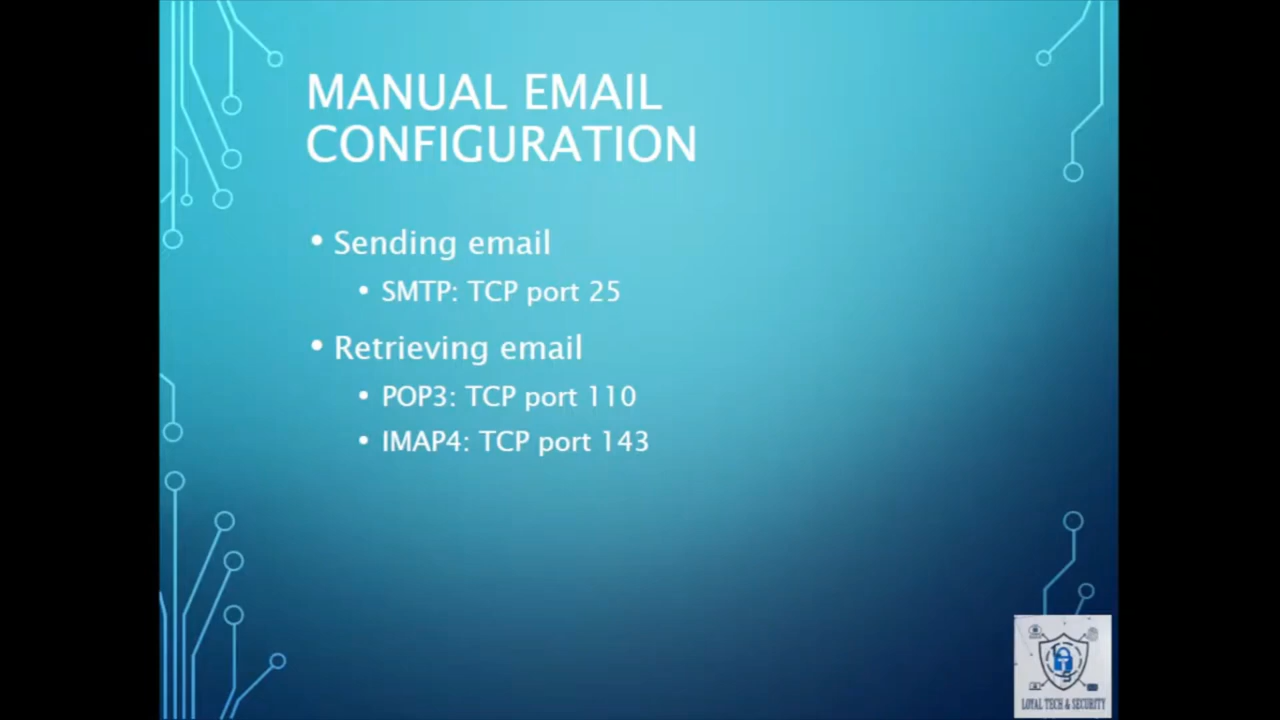 MANUAL EMAIL
CONFIGURATION
• Sending email
• SMTP: TCP port 25
• Retrieving email
• POP3: TCP port 110
• IMAP4: TCP port 143
LOYAL TECH & SECURITY